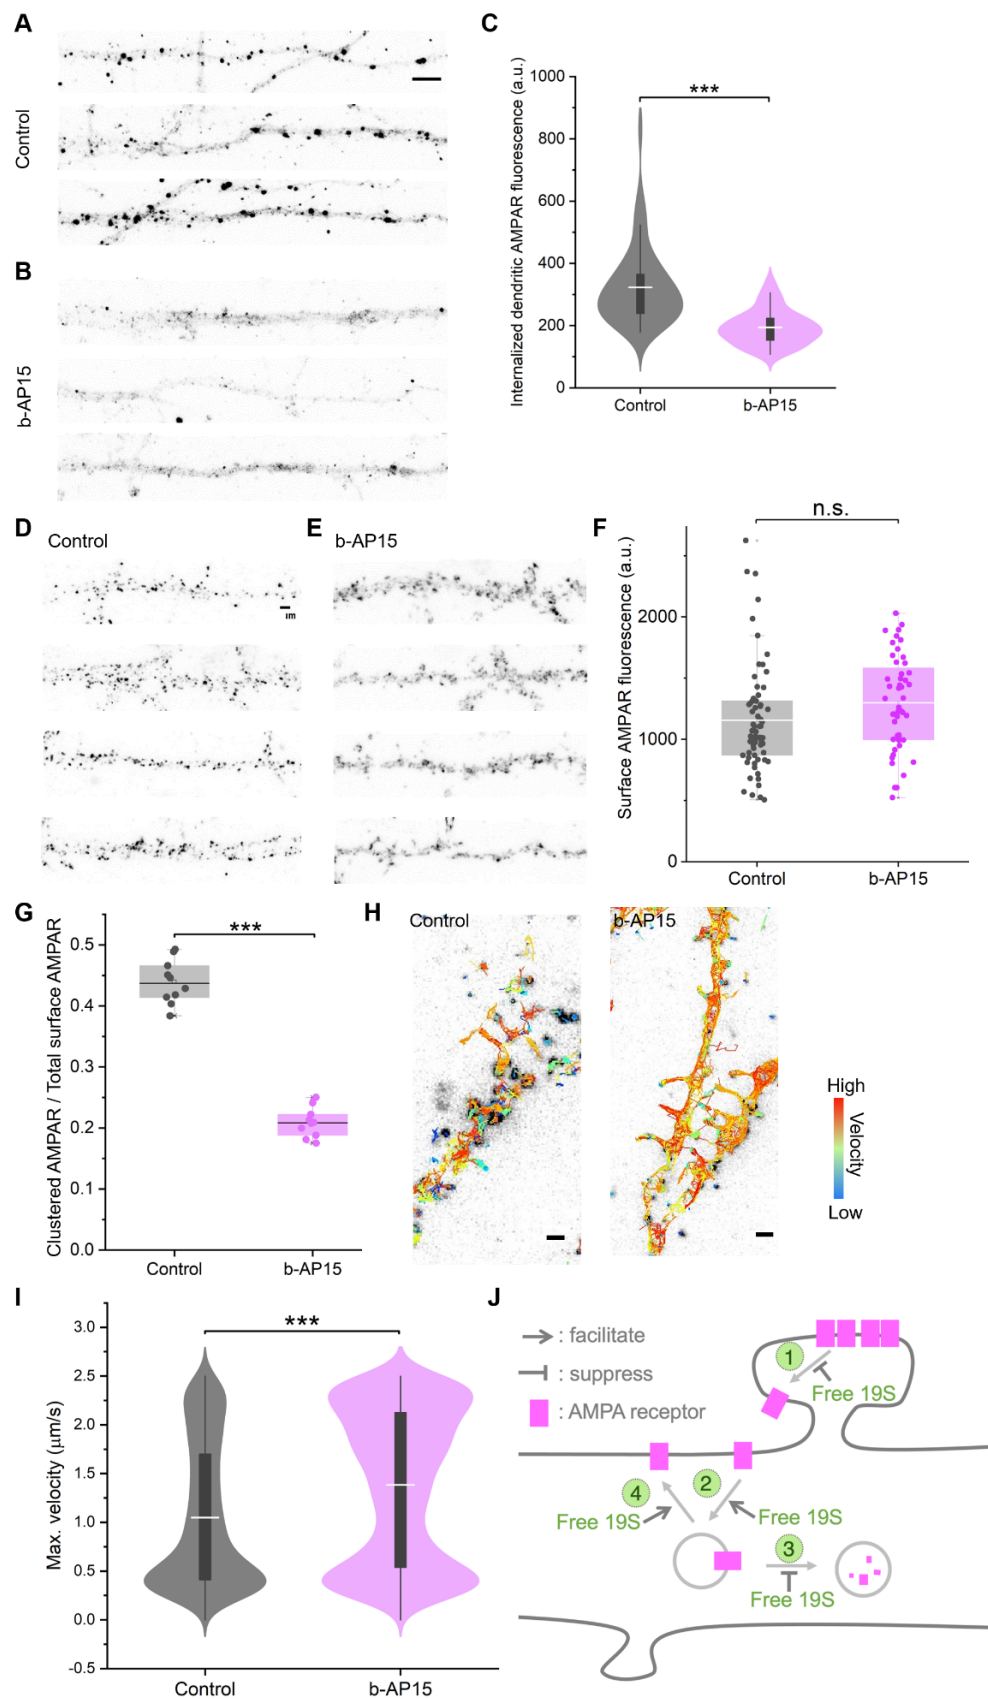 A
Control
B
b-AP15
C
Internalized dendritic AMPAR fluorescence (a.u.)
1000
800
600
400
200
0
***
Control
b-AP15
D
Control
E
b-AP15
F
Surface AMPAR fluorescence (a.u.)
n.s.
2000
1000
0
Control
b-AP15
G
Clustered AMPAR / Total surface AMPAR
***
0.5
0.4
0.3
0.2
0.1
0.0
Control
b-AP15
H
Control
b-AP15
High
Velocity
Low
I
Max. velocity (μm/s)
***
3.0
2.5
2.0
1.5
1.0
0.5
0.0
-0.5
Control
b-AP15
J
: facilitate
: suppress
: AMPA receptor
1
Free 19S
4
2
Free 19S
Free 19S
3
Free 19S